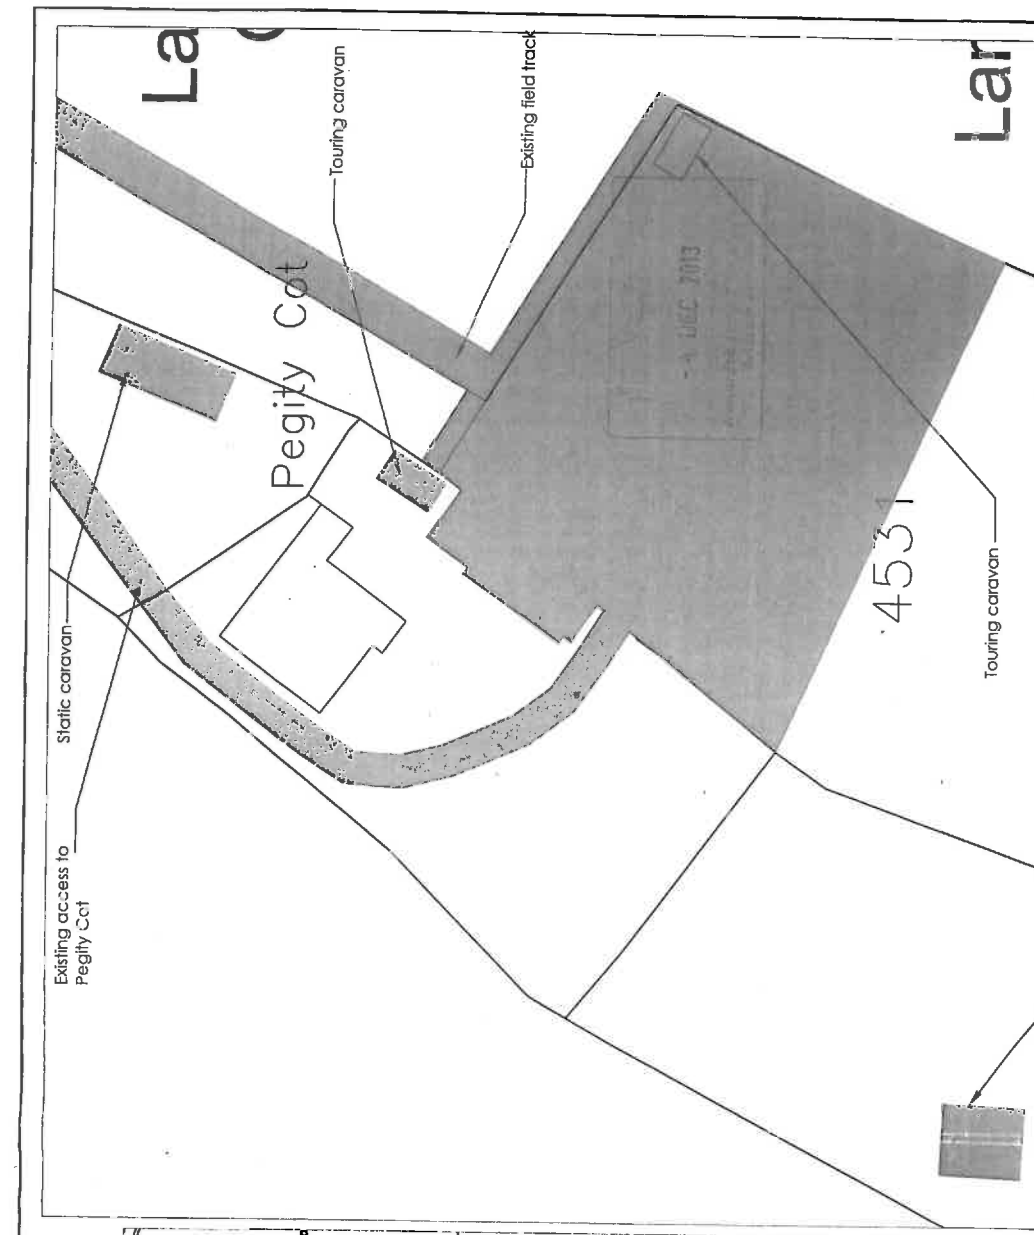 La
Touring caravan
Existing field track
Lar
Pegity Cot
Static caravan
Existing access to
Pegity Cot
- 4 DEC 2013
4531
Touring caravan